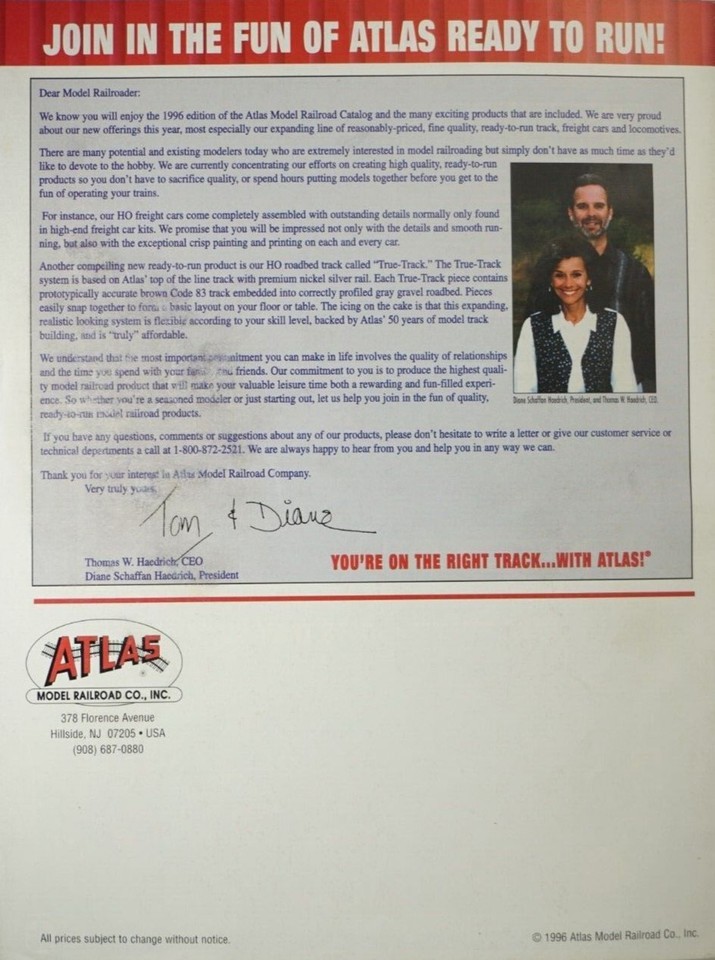 JOIN IN THE FUN OF ATLAS READY TO RUN!
Dear Model Railroader:
We know you will enjoy the 1996 edition of the Atlas Model Railroad Catalog and the many exciting products that are included. We are very proud
about our new offerings this year, most especially our expanding line of reasonably-priced, fine quality, ready-to-run track, freight cars and locomotives.
There are many potential and existing modelers today who are extremely interested in model railroading but simply don't have as much time as they'd
like to devote to the hobby. We are currently concentrating our efforts on creating high quality, ready-to-run
products so you don't have to sacrifice quality, or spend hours putting models together before you get to the
fun of operating your trains.
For instance, our HO freight cars come completely assembled with outstanding details normally only found
in high-end freight car kits. We promise that you will be impressed not only with the details and smooth run-
ning, but also with the exceptional crisp painting and printing on each and every car.
Another compelling new ready-to-run product is our HO roadbed track called "True-Track." The True-Track
system is based on Atlas' top of the line track with premium nickel silver rail. Each True-Track piece contains
prototypically accurate brown Code 83 track embedded into correctly profiled gray gravel roadbed. Pieces
easily snap together to form a basic layout on your floor or table. The icing on the cake is that this expanding,
realistic looking system is flexible according to your skill level, backed by Atlas' 50 years of model track
building, and is "truly" affordable.
We understand that the most important commitment you can make in life involves the quality of relationships
and the time you spend with your family and friends. Our commitment to you is to produce the highest quali-
ty model railroad product that will make your valuable leisure time both a rewarding and fun-filled experi-
ence. So whether you're a seasoned modeler or just starting out, let us help you join in the fun of quality,
ready-to-run model railroad products.
Diane Schaffan Haedrich, President, and Thomas W. Haedrich, CEO.
If you have any questions, comments or suggestions about any of our products, please don't hesitate to write a letter or give our customer service or
technical departments a call at 1-800-872-2521. We are always happy to hear from you and help you in any way we can.
Thank you for your interest in Atlas Model Railroad Company.
Very truly yours,
Tom & Diane
Thomas W. Haedrich, CEO
Diane Schaffan Haedrich, President
YOU'RE ON THE RIGHT TRACK...WITH ATLAS!®
ATLAS®
MODEL RAILROAD CO., INC.
378 Florence Avenue
Hillside, NJ 07205 • USA
(908) 687-0880
All prices subject to change without notice.
© 1996 Atlas Model Railroad Co., Inc.